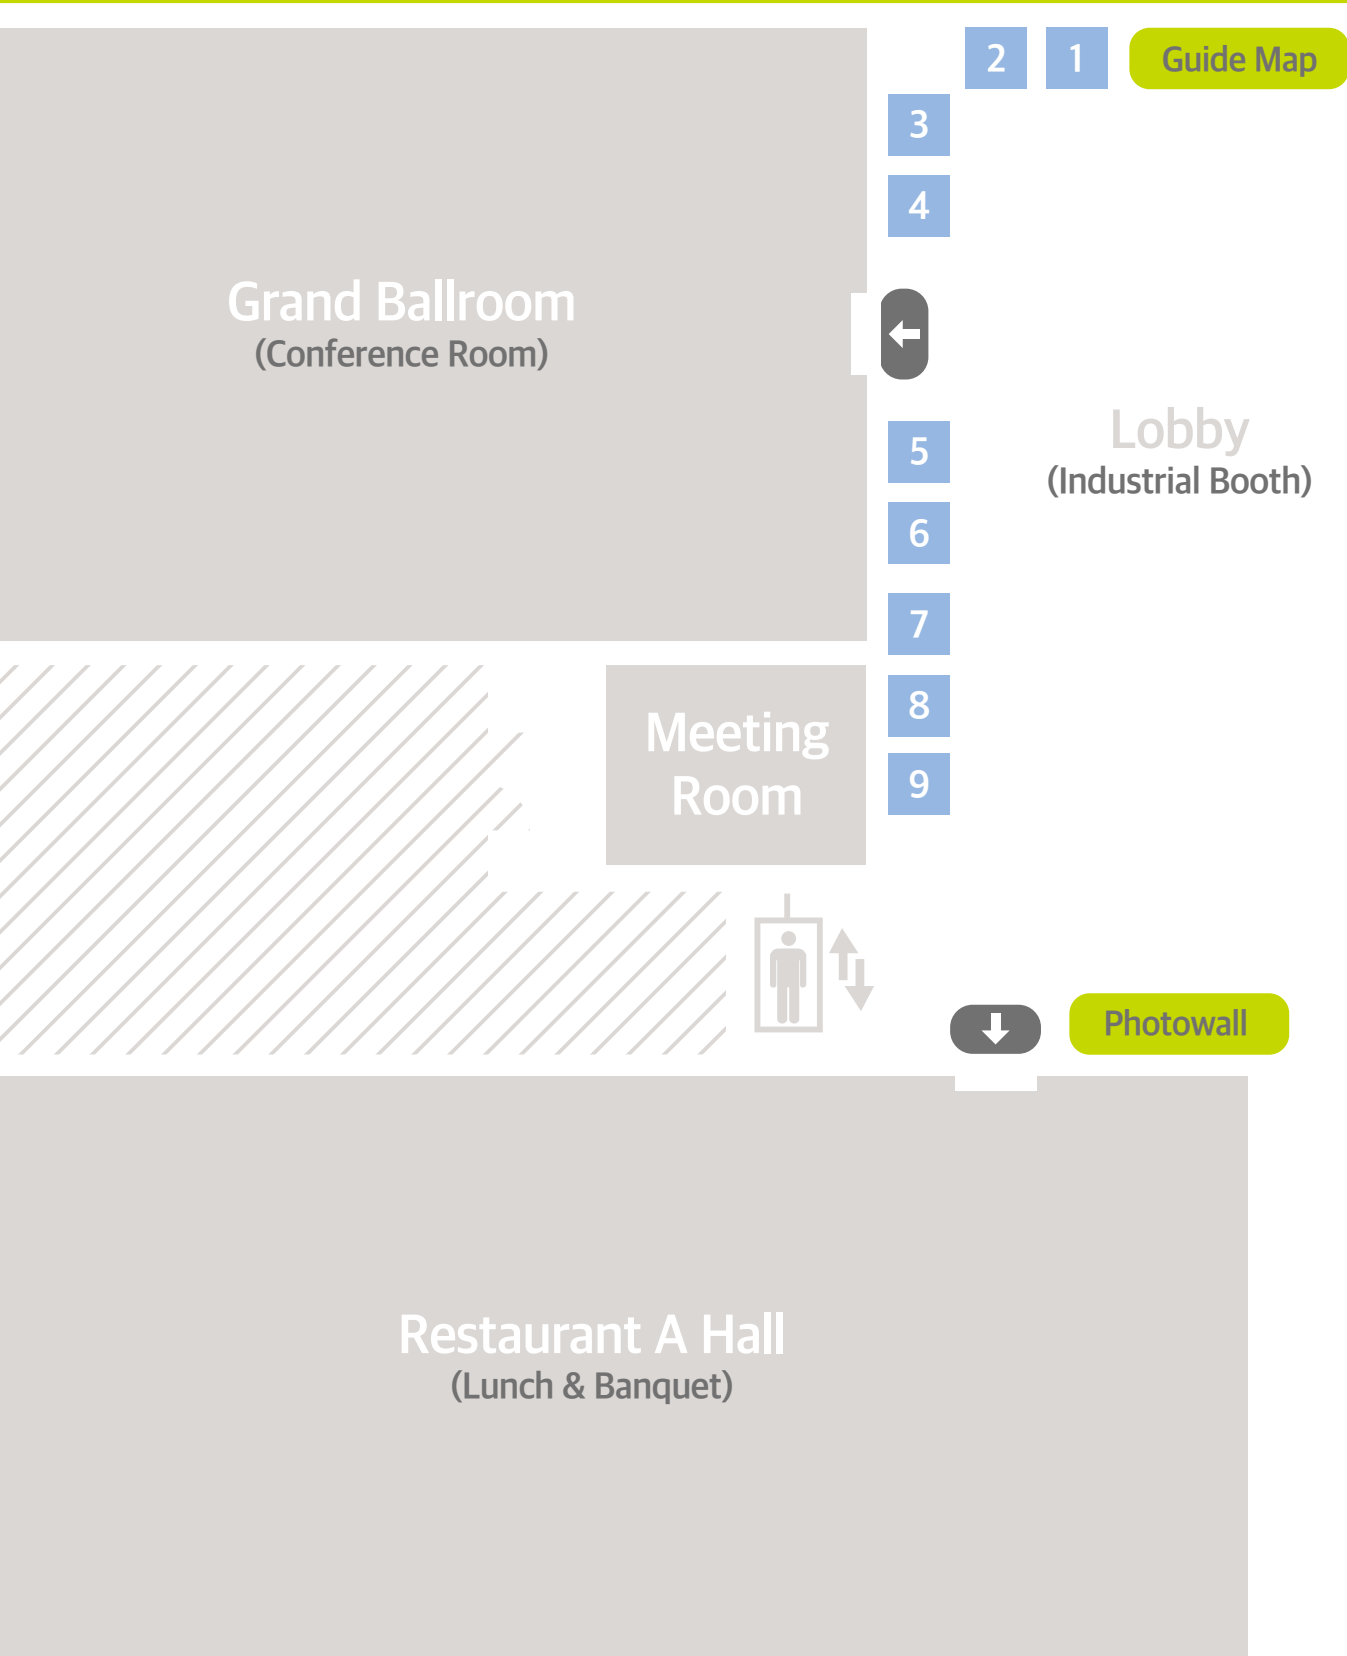 2
1
Guide Map
3
4
Grand Ballroom
(Conference Room)
Lobby
(Industrial Booth)
5
6
7
8
9
Meeting
Room
Photowall
Restaurant A Hall
(Lunch & Banquet)